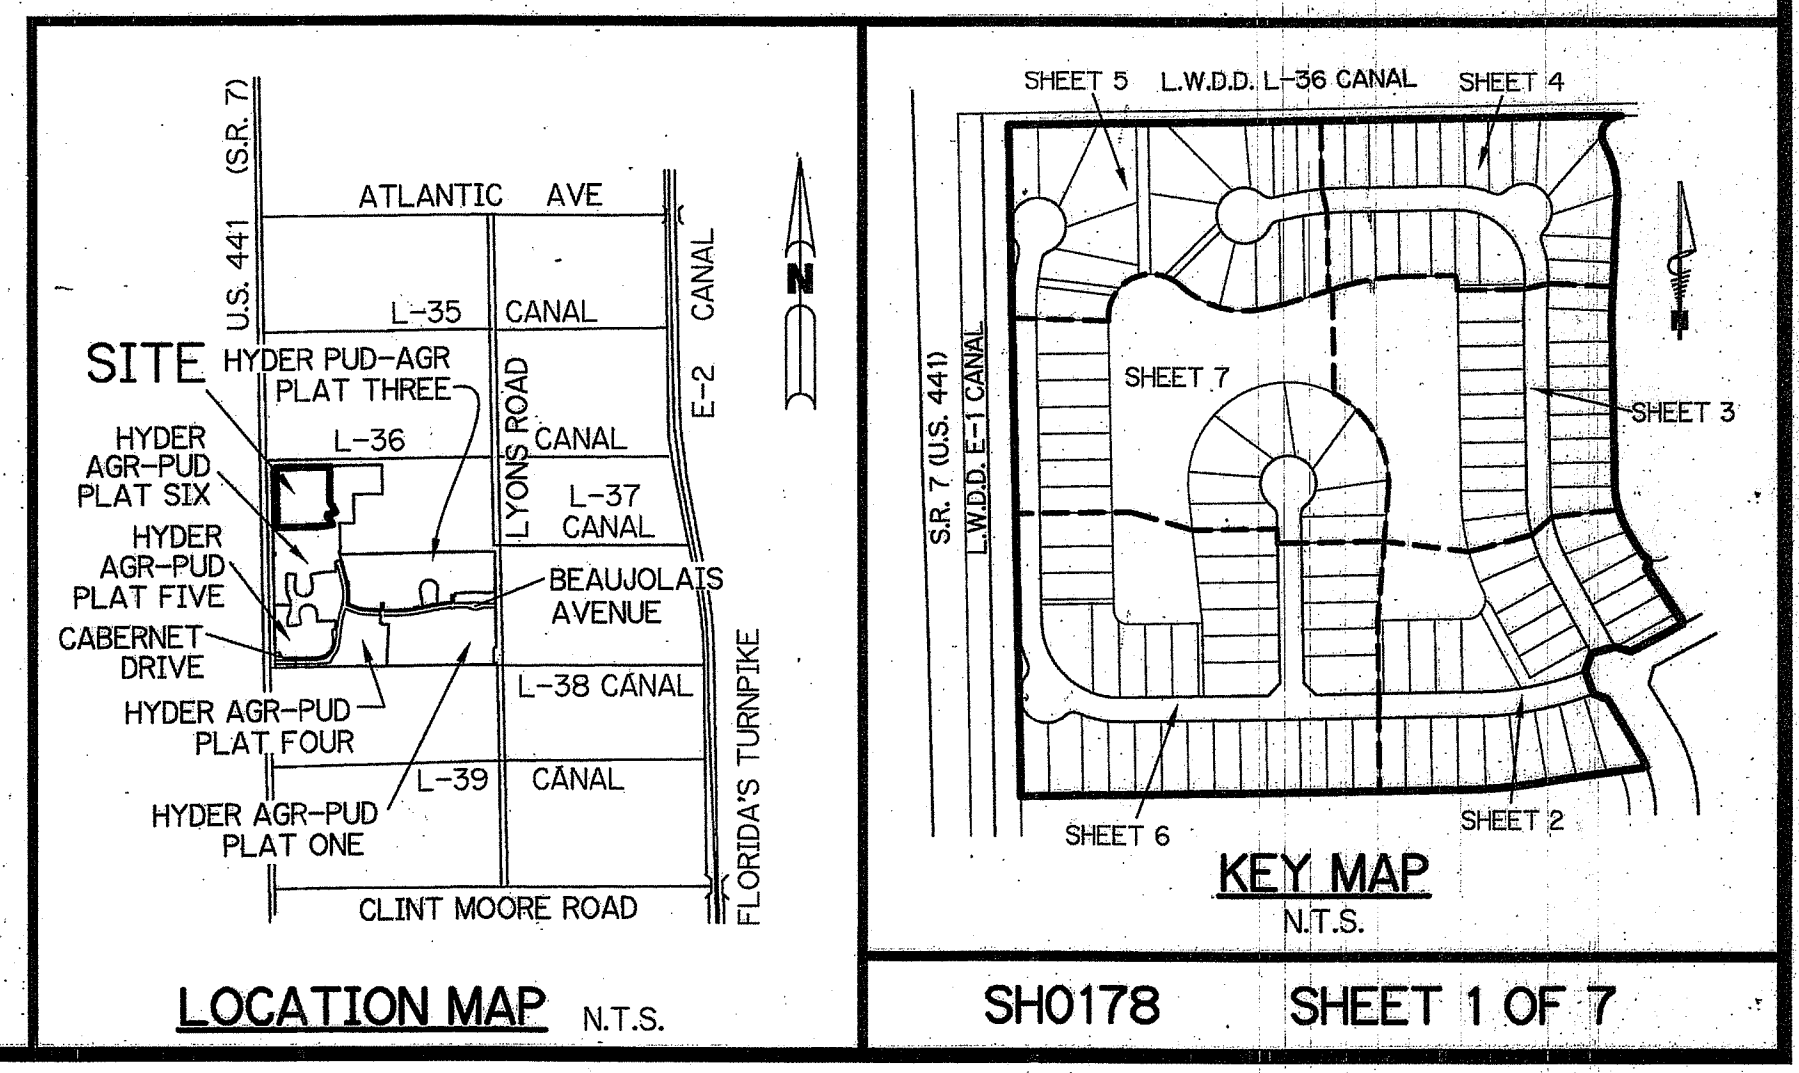 U.S. 441 (S.R. 7)
ATLANTIC AVE
L-35 CANAL
E-2 CANAL
N
SITE
HYDER PUD-AGR
PLAT THREE
LYONS ROAD
L-36 CANAL
HYDER
AGR-PUD
PLAT SIX
L-37
CANAL
HYDER
AGR-PUD
PLAT FIVE
BEAUJOLAIS
AVENUE
CABERNET
DRIVE
L-38 CANAL
HYDER AGR-PUD
PLAT FOUR
L-39 CANAL
HYDER AGR-PUD
PLAT ONE
FLORIDA'S TURNPIKE
CLINT MOORE ROAD
LOCATION MAP N.T.S.
SHEET 5 L.W.D.D. L-36 CANAL SHEET 4
S.R. 7 (U.S. 441)
L.W.D.D. E-1 CANAL
SHEET 7
SHEET 3
N
SHEET 6
SHEET 2
KEY MAP
N.T.S.
SH0178 SHEET 1 OF 7